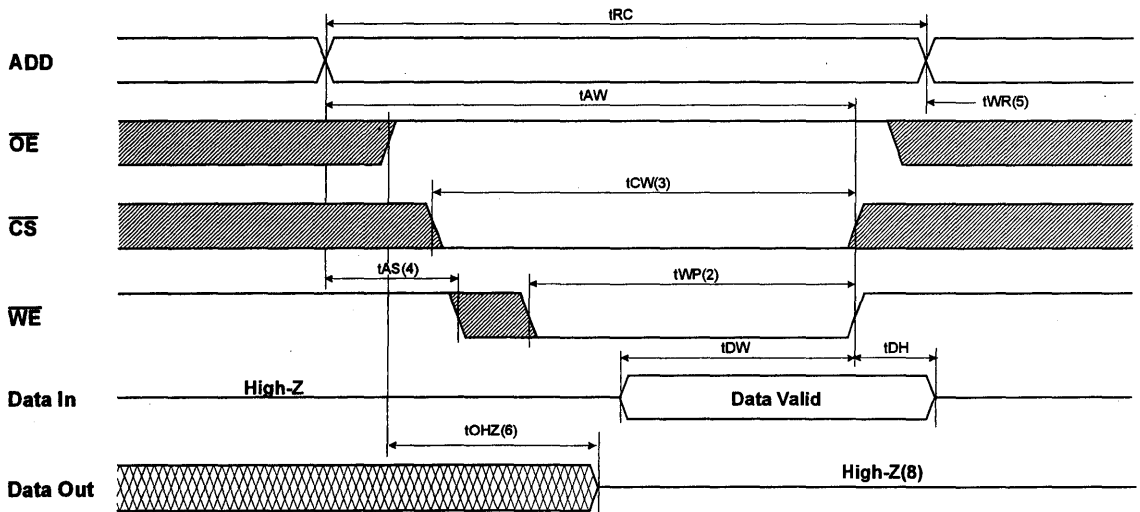 tRC
ADD
tAW
tWR(5)
OE
tCW(3)
CS
tAS(4)
tWP(2)
WE
tDW
tDH
High-Z
Data In
Data Valid
tOHZ(6)
High-Z(8)
Data Out